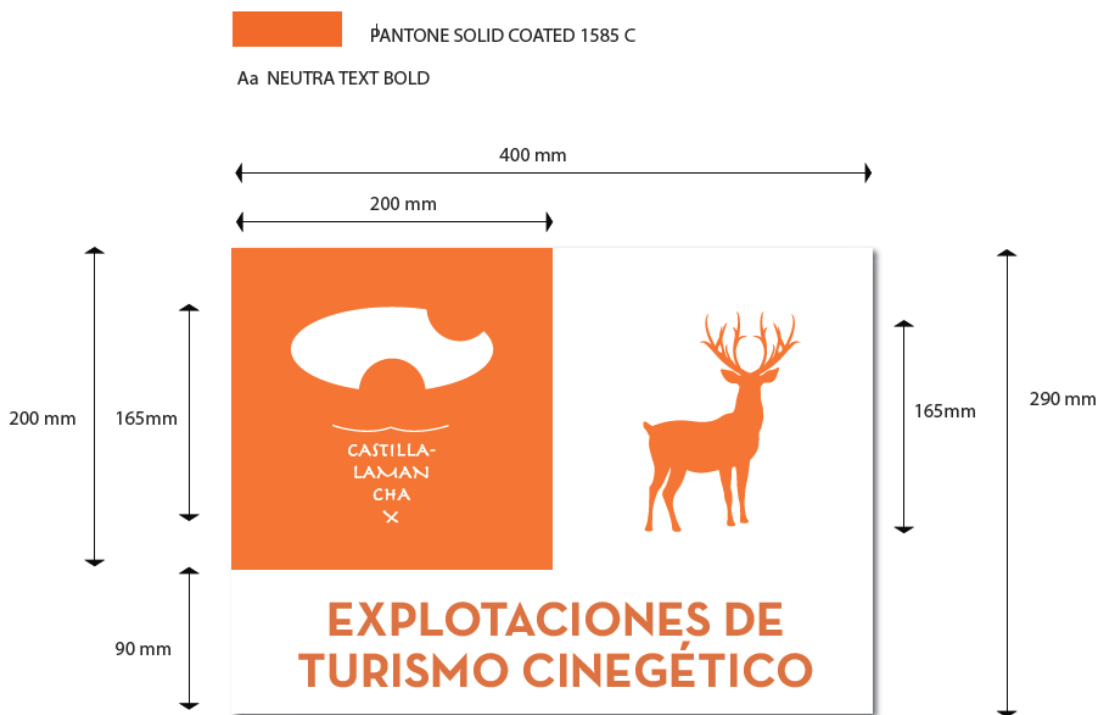 PANTONE SOLID COATED 1585 C
Aa NEUTRA TEXT BOLD
400 mm
200 mm
200 mm
165mm
165mm
290 mm
CASTILLA-
LAMAN
CHA
X
90 mm
EXPLOTACIONES DE
TURISMO CINEGÉTICO